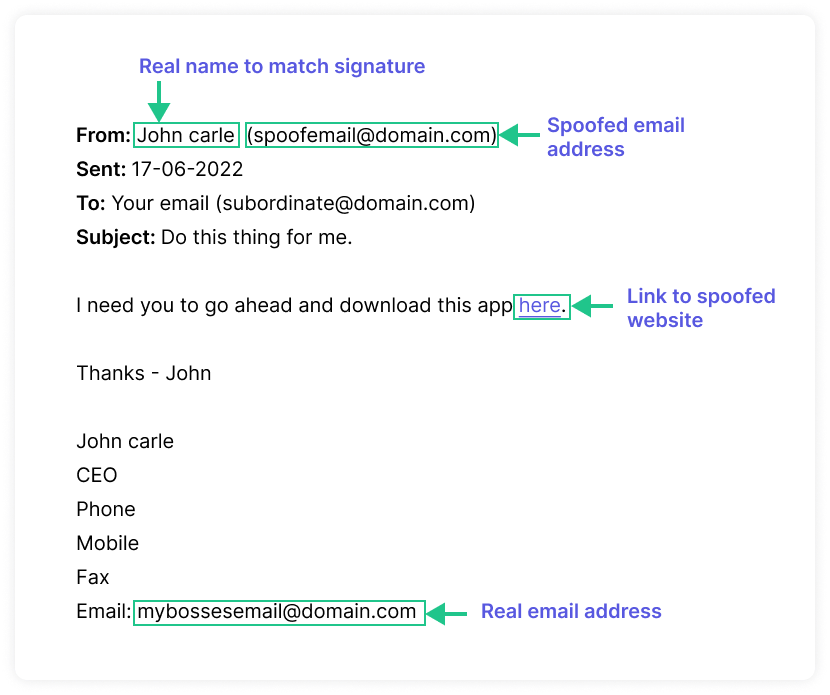 Real name to match signature
From: John carle (spoofemail@domain.com)
Spoofed email
address
Sent: 17-06-2022
To: Your email (subordinate@domain.com)
Subject: Do this thing for me.
I need you to go ahead and download this app here.
Link to spoofed
website
Thanks - John
John carle
CEO
Phone
Mobile
Fax
Email: mybossesemail@domain.com
Real email address